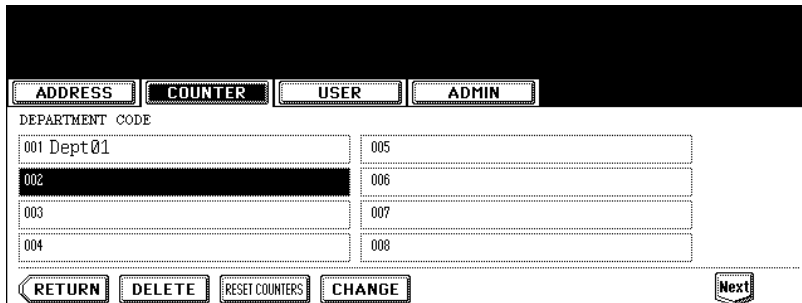 ADDRESS COUNTER USER ADMIN
DEPARTMENT CODE
001 Dept01 005
002 006
003 007
004 008
RETURN DELETE RESET COUNTERS CHANGE Next